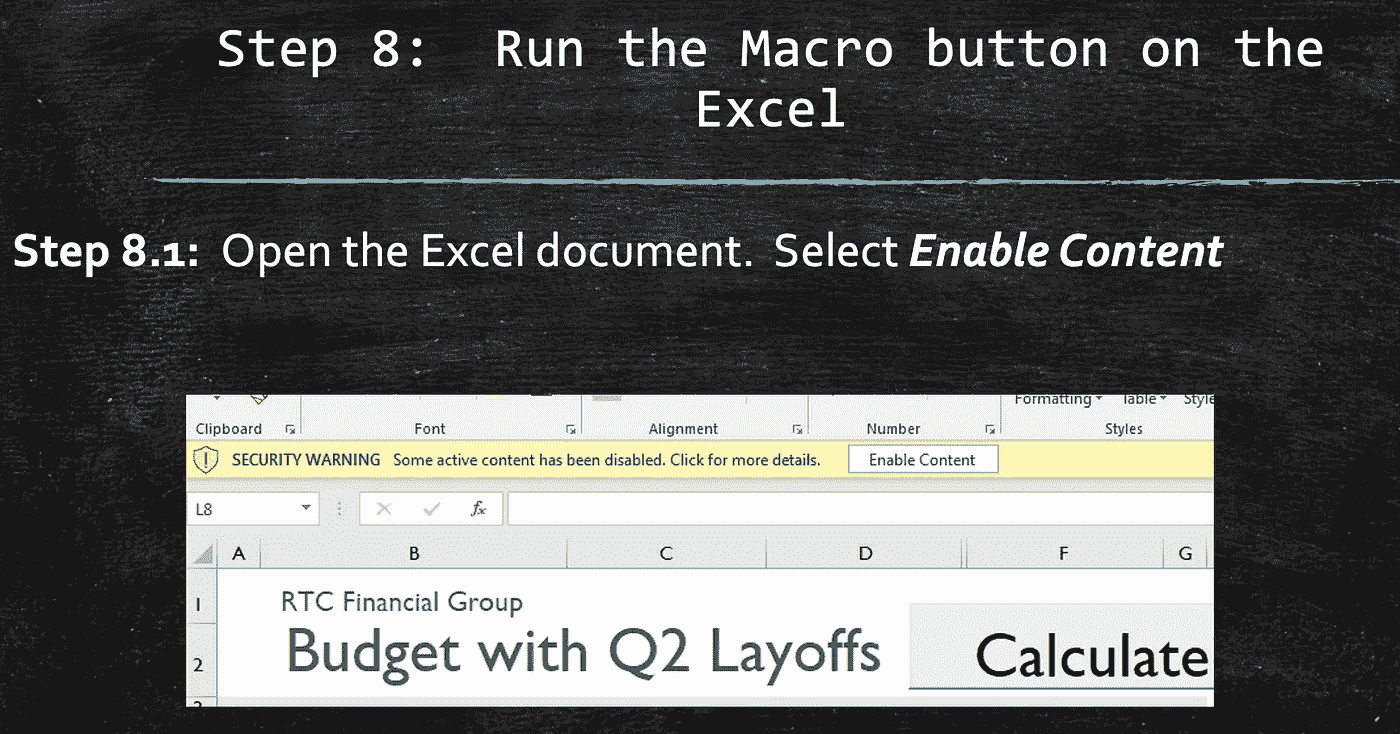 Step 8:  Run the Macro button on the
Excel
Step 8.1:  Open the Excel document.  Select Enable Content
Formatting Table Style
Clipboard Font Alignment Number Styles
SECURITY WARNING Some active content has been disabled. Click for more details. Enable Content
L8 fx
A B C D F G
1 RTC Financial Group
2 Budget with Q2 Layoffs Calculate